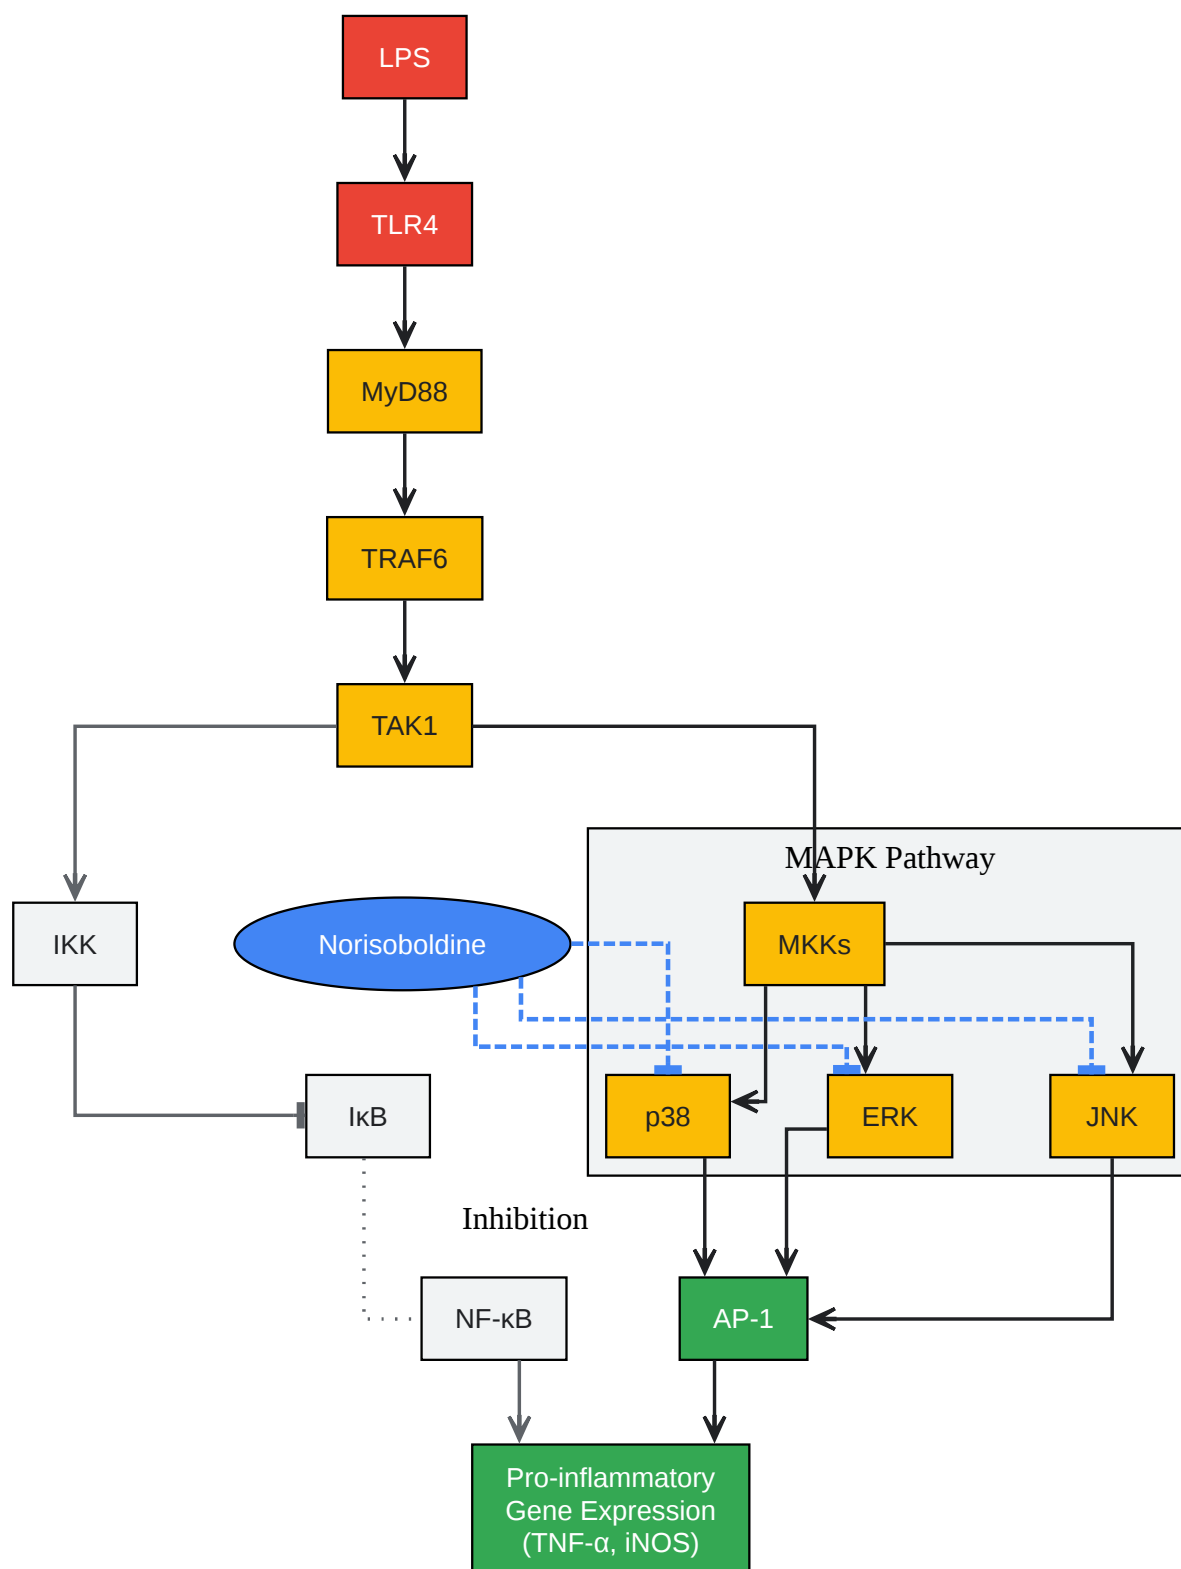 LPS
TLR4
MyD88
TRAF6
TAK1
MAPK Pathway
IKK
Norisoboldine
MKKs
IκB
p38
ERK
JNK
Inhibition
NF-κB
AP-1
Pro-inflammatory
Gene Expression
(TNF-α, iNOS)